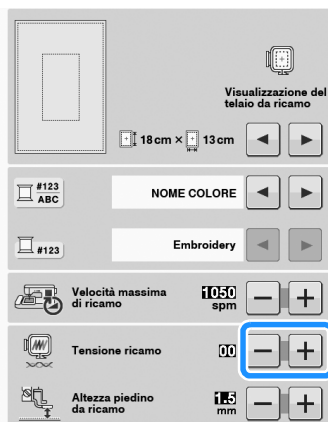 Visualizzazione del
telaio da ricamo
18 cm × 13 cm
#123
ABC
NOME COLORE
#123
Embroidery
Velocità massima
di ricamo
1050
spm
Tensione ricamo
00
Altezza piedino
da ricamo
1.5
mm